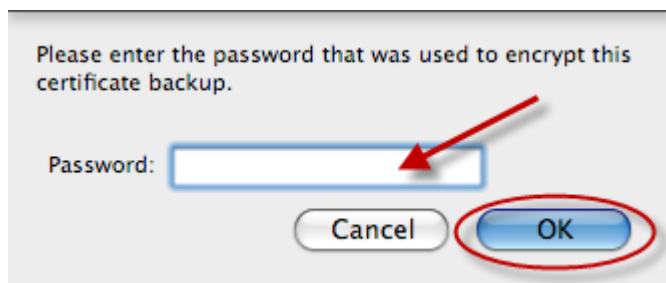 Please enter the password that was used to encrypt this
certificate backup.
Password:
Cancel OK